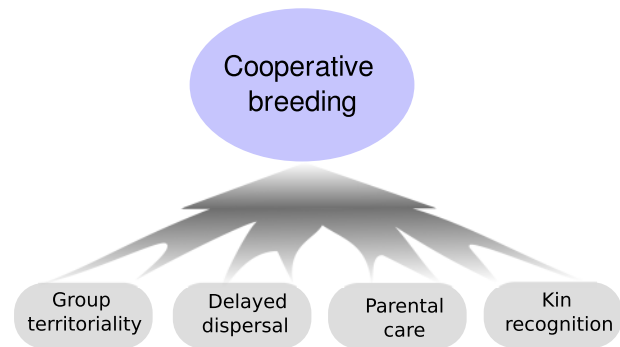 Cooperative
breeding
Group
territoriality
Delayed
dispersal
Parental
care
Kin
recognition